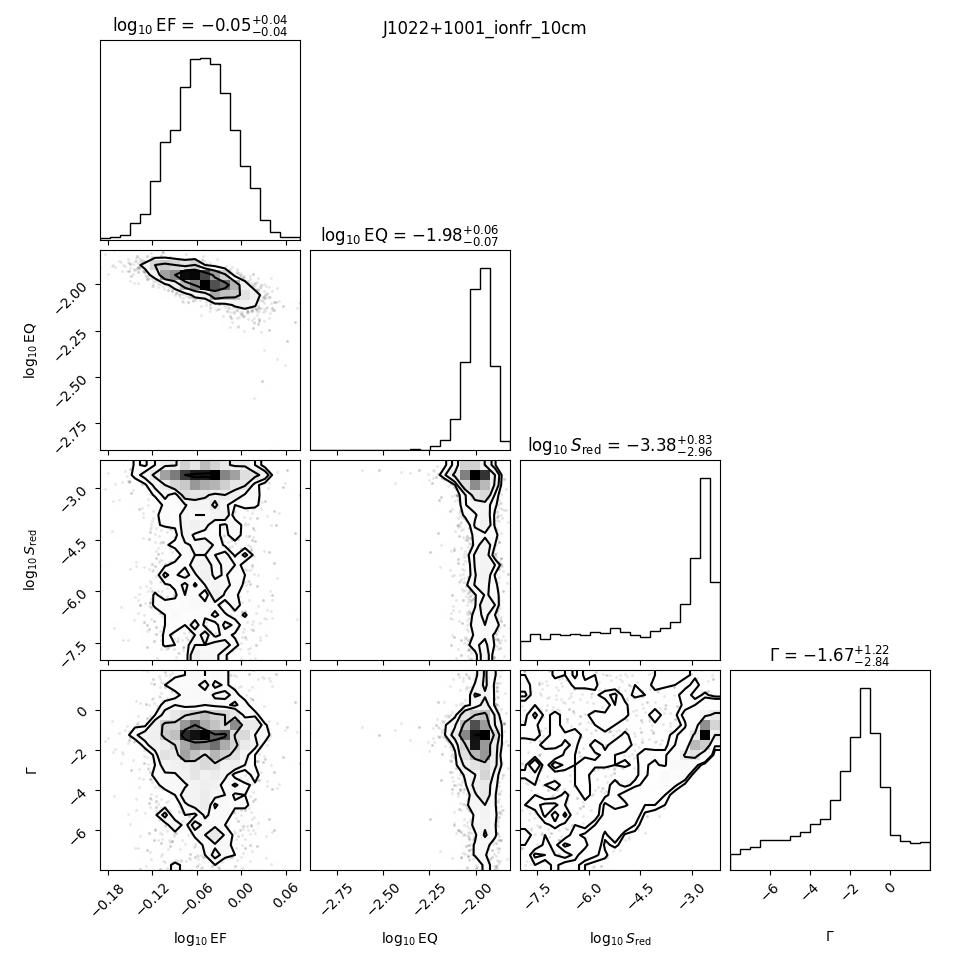 J1022+1001_ionfr_10cm
log₁₀ EF = −0.05⁺⁰·⁰⁴₋₀.₀₄
log₁₀ EQ = −1.98⁺⁰·⁰⁶₋₀.₀₇
log₁₀ EQ
−2.00
−2.25
−2.50
−2.75
log₁₀ S_red = −3.38⁺⁰·⁸³₋₂.₉₆
log₁₀ S_red
−3.0
−4.5
−6.0
−7.5
Γ = −1.67⁺¹·²²₋₂.₈₄
Γ
0
−2
−4
−6
−0.18 −0.12 −0.06 0.00 0.06
−2.75 −2.50 −2.25 −2.00
−7.5 −6.0 −4.5 −3.0
−6 −4 −2 0
log₁₀ EF
log₁₀ EQ
log₁₀ S_red
Γ